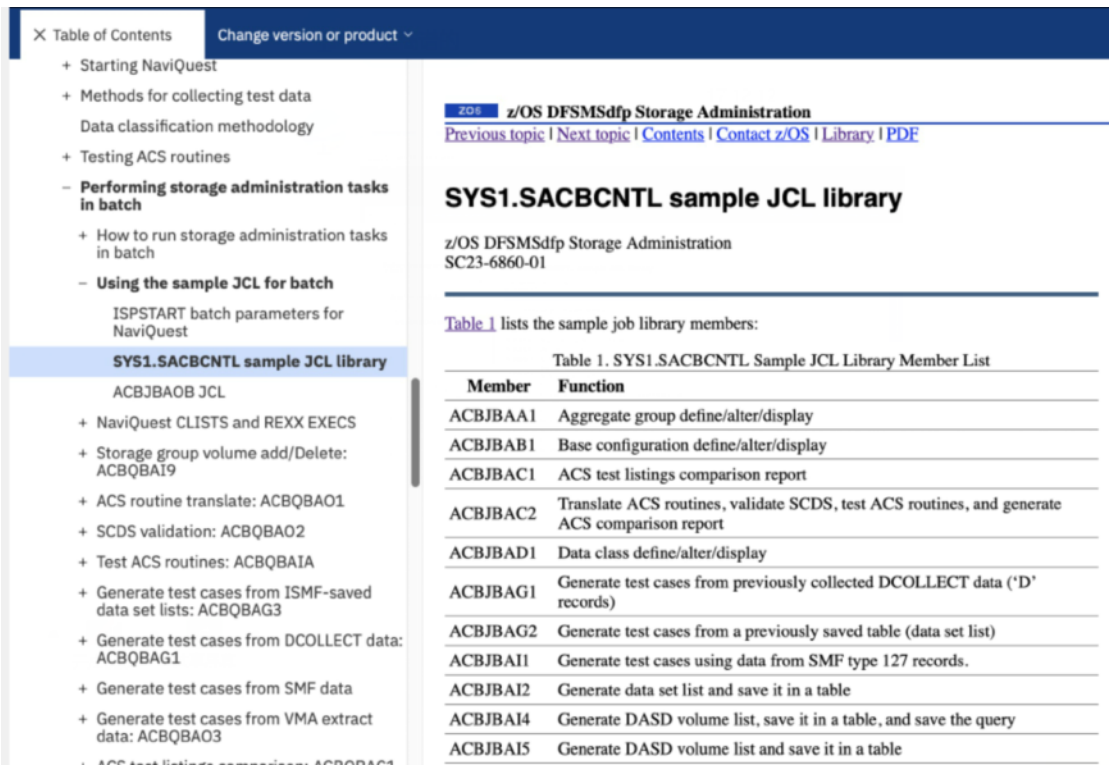 × Table of Contents
Change version or product
+ Starting NaviQuest
+ Methods for collecting test data
Data classification methodology
+ Testing ACS routines
– Performing storage administration tasks
in batch
+ How to run storage administration tasks
in batch
– Using the sample JCL for batch
ISPSTART batch parameters for
NaviQuest
SYS1.SACBCNTL sample JCL library
ACBJBAOB JCL
+ NaviQuest CLISTS and REXX EXECS
+ Storage group volume add/Delete:
ACBQBAI9
+ ACS routine translate: ACBQBAO1
+ SCDS validation: ACBQBAO2
+ Test ACS routines: ACBQBAIA
+ Generate test cases from ISMF-saved
data set lists: ACBQBAG3
+ Generate test cases from DCOLLECT data:
ACBQBAG1
+ Generate test cases from SMF data
+ Generate test cases from VMA extract
data: ACBQBAO3
+ ACS test listings comparison: ACBQBAC1
z/OS DFSMSdfp Storage Administration
Previous topic | Next topic | Contents | Contact z/OS | Library | PDF
SYS1.SACBCNTL sample JCL library
z/OS DFSMSdfp Storage Administration
SC23-6860-01
Table 1 lists the sample job library members:
Table 1. SYS1.SACBCNTL Sample JCL Library Member List
Member Function
ACBJBAA1 Aggregate group define/alter/display
ACBJBAB1 Base configuration define/alter/display
ACBJBAC1 ACS test listings comparison report
ACBJBAC2 Translate ACS routines, validate SCDS, test ACS routines, and generate
ACS comparison report
ACBJBAD1 Data class define/alter/display
ACBJBAG1 Generate test cases from previously collected DCOLLECT data (‘D’
records)
ACBJBAG2 Generate test cases from a previously saved table (data set list)
ACBJBAI1 Generate test cases using data from SMF type 127 records.
ACBJBAI2 Generate data set list and save it in a table
ACBJBAI4 Generate DASD volume list, save it in a table, and save the query
ACBJBAI5 Generate DASD volume list and save it in a table